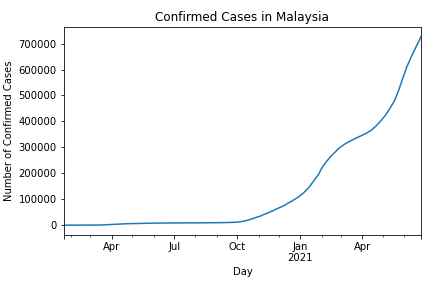 Confirmed Cases in Malaysia
Number of Confirmed Cases
700000
600000
500000
400000
300000
200000
100000
0
Apr Jul Oct Jan Apr
2021
Day